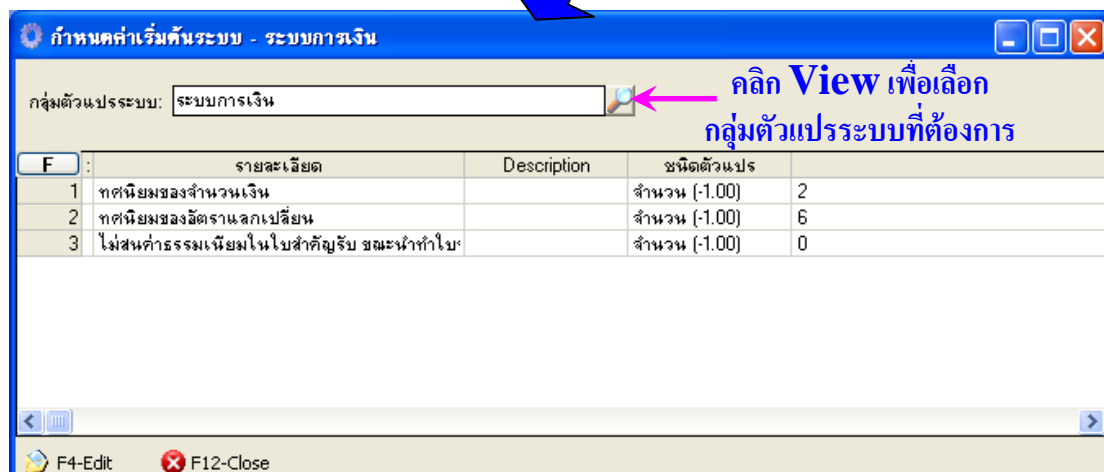 กำหนดค่าเริ่มต้นระบบ - ระบบการเงิน
กลุ่มตัวแปรระบบ: ระบบการเงิน
คลิก View เพื่อเลือก
กลุ่มตัวแปรระบบที่ต้องการ
F : รายละเอียด Description ชนิดตัวแปร
1 ทศนิยมของจำนวนเงิน จำนวน (-1.00) 2
2 ทศนิยมของอัตราแลกเปลี่ยน จำนวน (-1.00) 6
3 ไม่สนค่าธรรมเนียมในใบสำคัญรับ ขณะนำทำใบ จำนวน (-1.00) 0
F4-Edit F12-Close